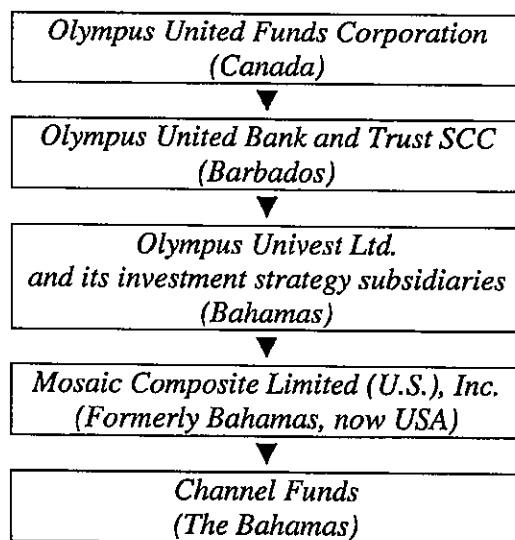 Olympus United Funds Corporation
(Canada)
Olympus United Bank and Trust SCC
(Barbados)
Olympus Univest Ltd.
and its investment strategy subsidiaries
(Bahamas)
Mosaic Composite Limited (U.S.), Inc.
(Formerly Bahamas, now USA)
Channel Funds
(The Bahamas)